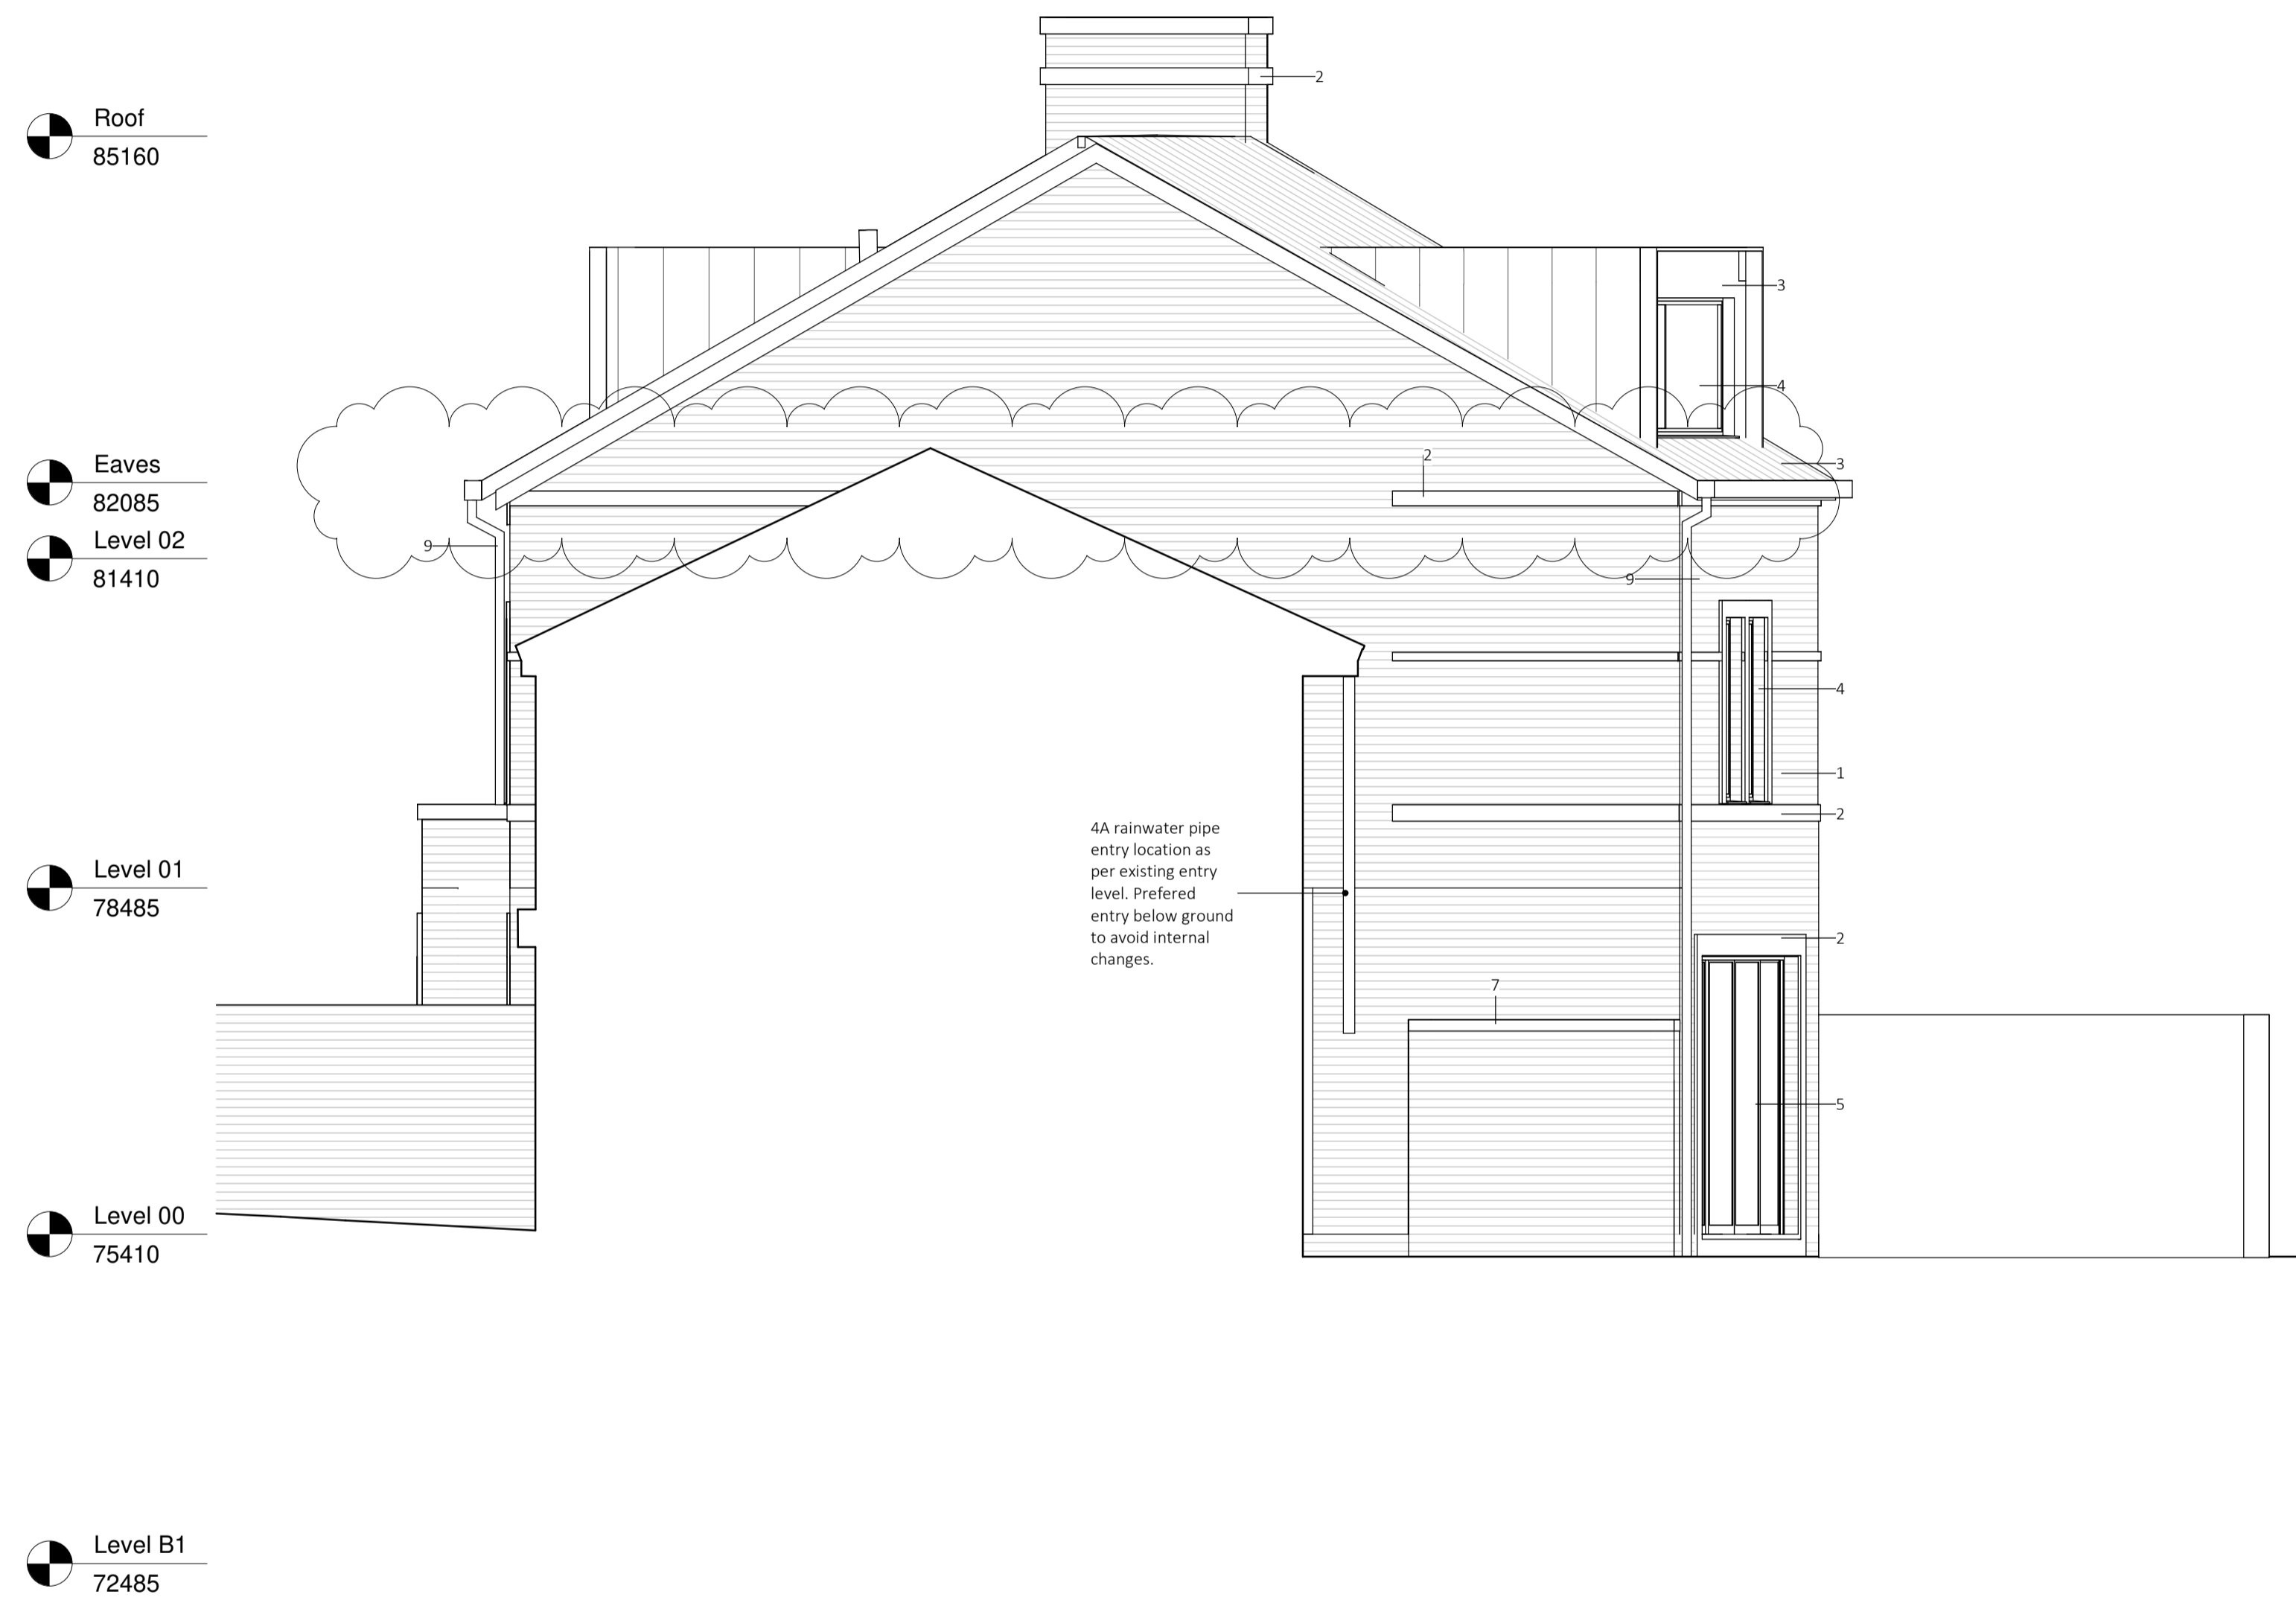 2
Roof
85160
3
4
2
Eaves
82085
3
Level 02
81410
9
9
4
1
2
4A rainwater pipe
entry location as
per existing entry
level. Prefered
entry below ground
to avoid internal
changes.
Level 01
78485
2
7
5
Level 00
75410
Level B1
72485